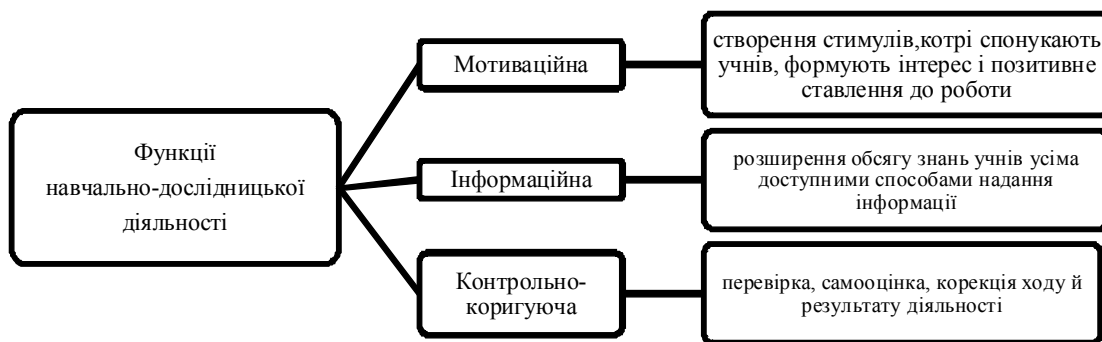 Функції
навчально-дослідницької
діяльності
Мотиваційна
створення стимулів,котрі спонукають
учнів, формують інтерес і позитивне
ставлення до роботи
Інформаційна
розширення обсягу знань учнів усіма
доступними способами надання
інформації
Контрольно-
коригуюча
перевірка, самооцінка, корекція ходу й
результату діяльності